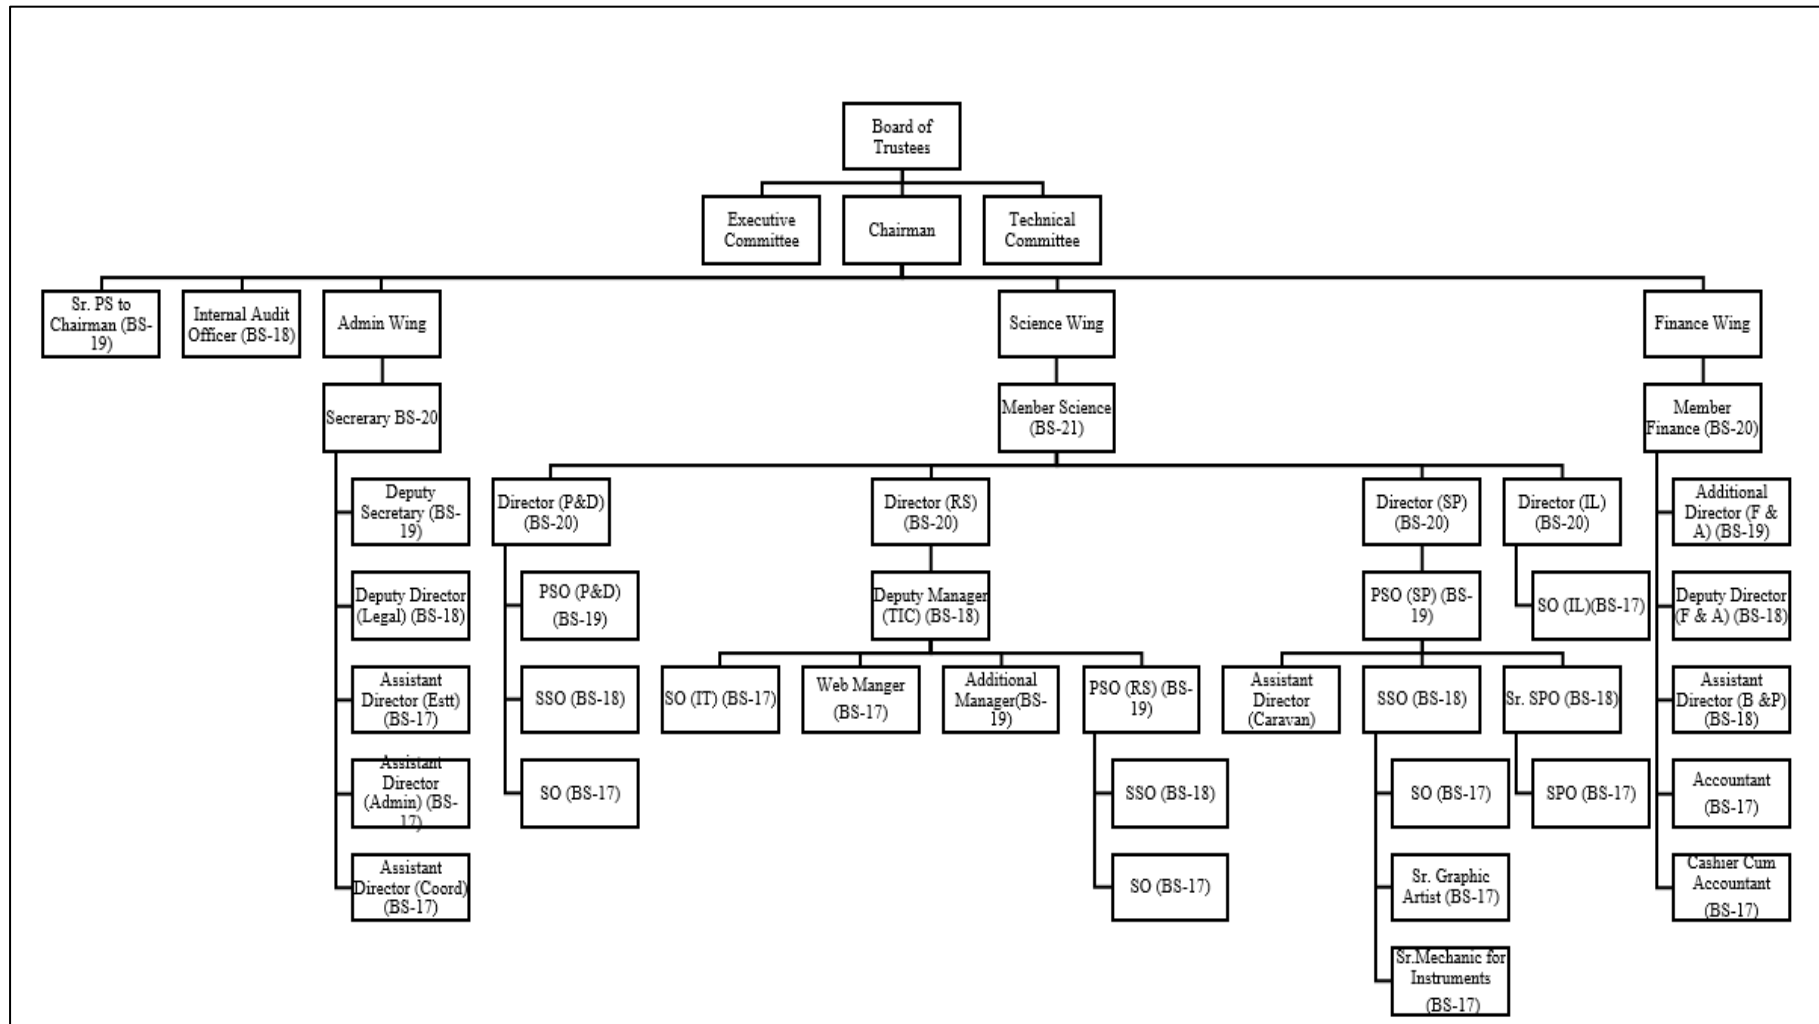 Board of
Trustees
Executive
Committee
Chairman
Technical
Committee
Sr. PS to
Chairman (BS-
19)
Internal Audit
Officer (BS-18)
Admin Wing
Science Wing
Finance Wing
Secrerary BS-20
Menber Science
(BS-21)
Member
Finance (BS-20)
Deputy
Secretary (BS-
19)
Director (P&D)
(BS-20)
Director (RS)
(BS-20)
Director (SP)
(BS-20)
Director (IL)
(BS-20)
Additional
Director (F &
A) (BS-19)
Deputy Director
(Legal) (BS-18)
PSO (P&D)
(BS-19)
Deputy Manager
(TIC) (BS-18)
PSO (SP) (BS-
19)
SO (IL)(BS-17)
Deputy Director
(F & A) (BS-18)
Assistant
Director (Estt)
(BS-17)
SSO (BS-18)
SO (IT) (BS-17)
Web Manger
(BS-17)
Additional
Manager(BS-
19)
PSO (RS) (BS-
19)
Assistant
Director
(Caravan)
SSO (BS-18)
Sr. SPO (BS-18)
Assistant
Director (B &P)
(BS-18)
Assistant
Director
(Admin) (BS-
17)
SO (BS-17)
SSO (BS-18)
SO (BS-17)
SPO (BS-17)
Accountant
(BS-17)
Assistant
Director (Coord)
(BS-17)
SO (BS-17)
Sr. Graphic
Artist (BS-17)
Cashier Cum
Accountant
(BS-17)
Sr.Mechanic for
Instruments
(BS-17)